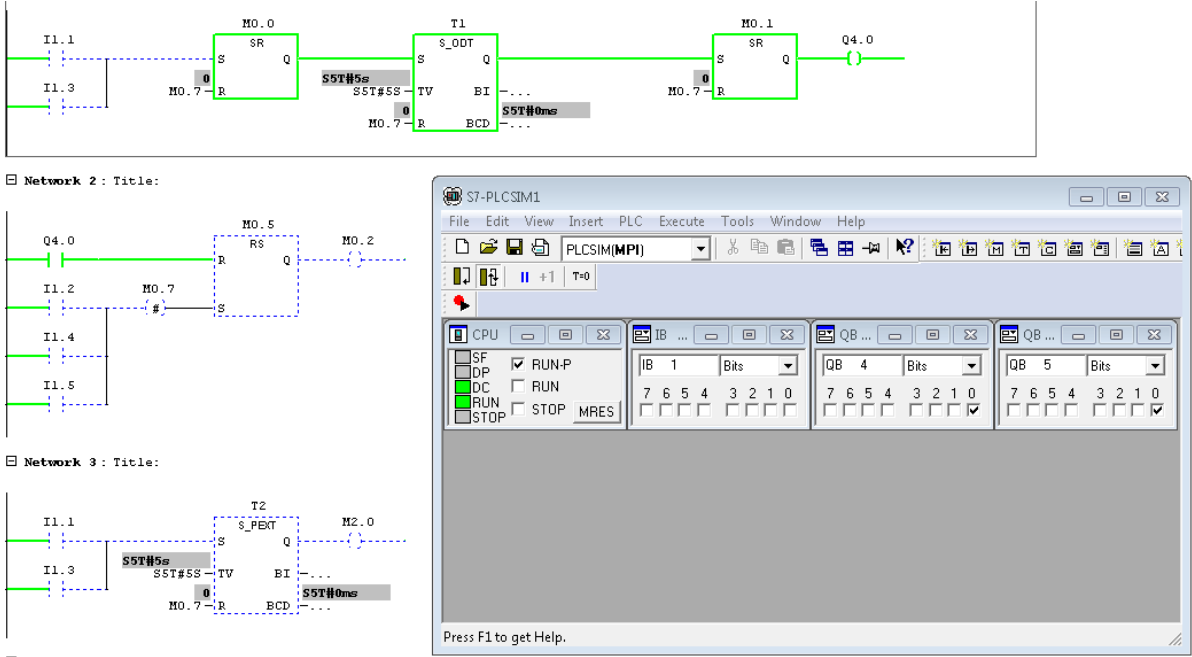 M0.0 T1 M0.1
I1.1 SR S_ODT SR Q4.0
S Q S Q S Q
0 S5T#5s 0
I1.3 M0.7 R S5T#5S TV BI ... M0.7 R
0 S5T#0ms
M0.7 R BCD ...
Network 2 : Title:
M0.5
Q4.0 RS M0.2
R Q
I1.2 M0.7
# S
I1.4
I1.5
Network 3 : Title:
T2
I1.1 S_PEXT M2.0
S Q
S5T#5s
I1.3 S5T#5S TV BI ...
0 S5T#0ms
M0.7 R BCD ...
S7-PLCSIM1
File Edit View Insert PLC Execute Tools Window Help
PLCSIM(MPI)
+1 T=0
CPU IB ... QB ... QB ...
SF
DP
DC
RUN
STOP
RUN-P
RUN
STOP MRES
IB 1 Bits
7 6 5 4 3 2 1 0
QB 4 Bits
7 6 5 4 3 2 1 0
QB 5 Bits
7 6 5 4 3 2 1 0
Press F1 to get Help.